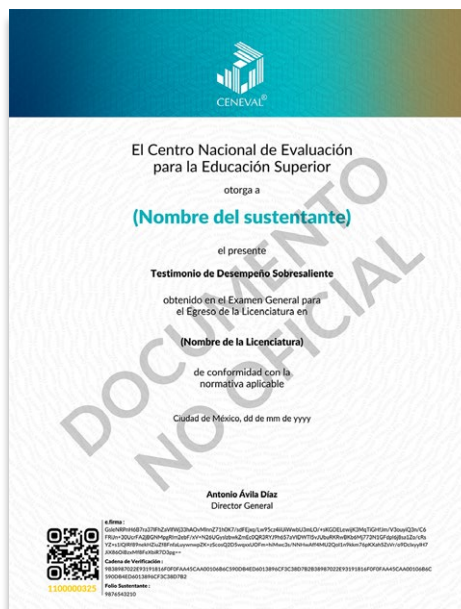 CENEVAL®
El Centro Nacional de Evaluación
para la Educación Superior
otorga a
(Nombre del sustentante)
el presente
Testimonio de Desempeño Sobresaliente
obtenido en el Examen General para
el Egreso de la Licenciatura en
(Nombre de la Licenciatura)
de conformidad con la
normativa aplicable
Ciudad de México, dd de mm de yyyy
DOCUMENTO
NO OFICIAL
Antonio Ávila Díaz
Director General
e.firma:
Cadena de Verificación:
Folio Sustentante:
9876543210
1100000325